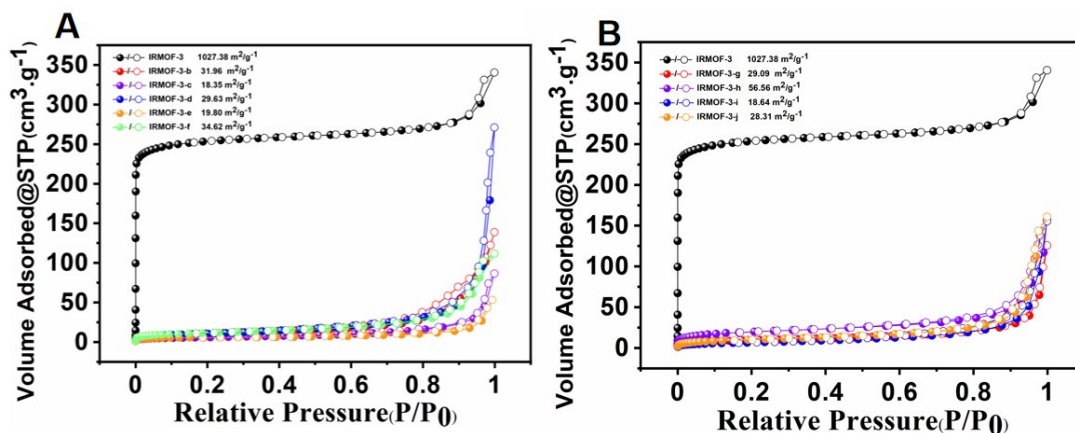 A
Volume Adsorbed@STP(cm³.g⁻¹)
350
300
250
200
150
100
50
0
IRMOF-3 1027.38 m²/g⁻¹
IRMOF-3-b 31.96 m²/g⁻¹
IRMOF-3-c 18.35 m²/g⁻¹
IRMOF-3-d 29.63 m²/g⁻¹
IRMOF-3-e 19.80 m²/g⁻¹
IRMOF-3-f 34.62 m²/g⁻¹
0 0.2 0.4 0.6 0.8 1
Relative Pressure(P/P0)
B
Volume Adsorbed@STP(cm³.g⁻¹)
350
300
250
200
150
100
50
0
IRMOF-3 1027.38 m²/g⁻¹
IRMOF-3-g 29.09 m²/g⁻¹
IRMOF-3-h 56.56 m²/g⁻¹
IRMOF-3-i 18.64 m²/g⁻¹
IRMOF-3-j 28.31 m²/g⁻¹
0 0.2 0.4 0.6 0.8 1
Relative Pressure(P/P0)